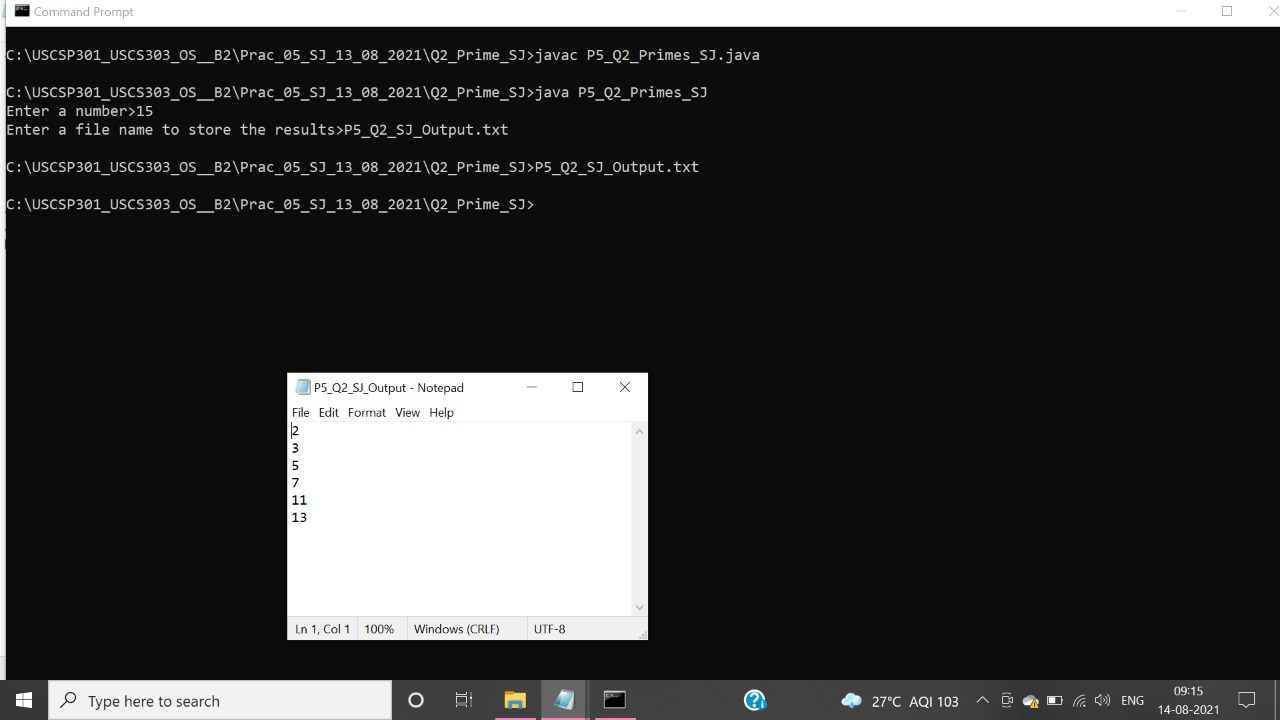 Command Prompt
C:\USCSP301_USCS303_OS__B2\Prac_05_SJ_13_08_2021\Q2_Prime_SJ>javac P5_Q2_Primes_SJ.java
C:\USCSP301_USCS303_OS__B2\Prac_05_SJ_13_08_2021\Q2_Prime_SJ>java P5_Q2_Primes_SJ
Enter a number>15
Enter a file name to store the results>P5_Q2_SJ_Output.txt
C:\USCSP301_USCS303_OS__B2\Prac_05_SJ_13_08_2021\Q2_Prime_SJ>P5_Q2_SJ_Output.txt
C:\USCSP301_USCS303_OS__B2\Prac_05_SJ_13_08_2021\Q2_Prime_SJ>
P5_Q2_SJ_Output - Notepad
File Edit Format View Help
2
3
5
7
11
13
Ln 1, Col 1 100% Windows (CRLF) UTF-8
Type here to search
27°C AQI 103
ENG
09:15
14-08-2021